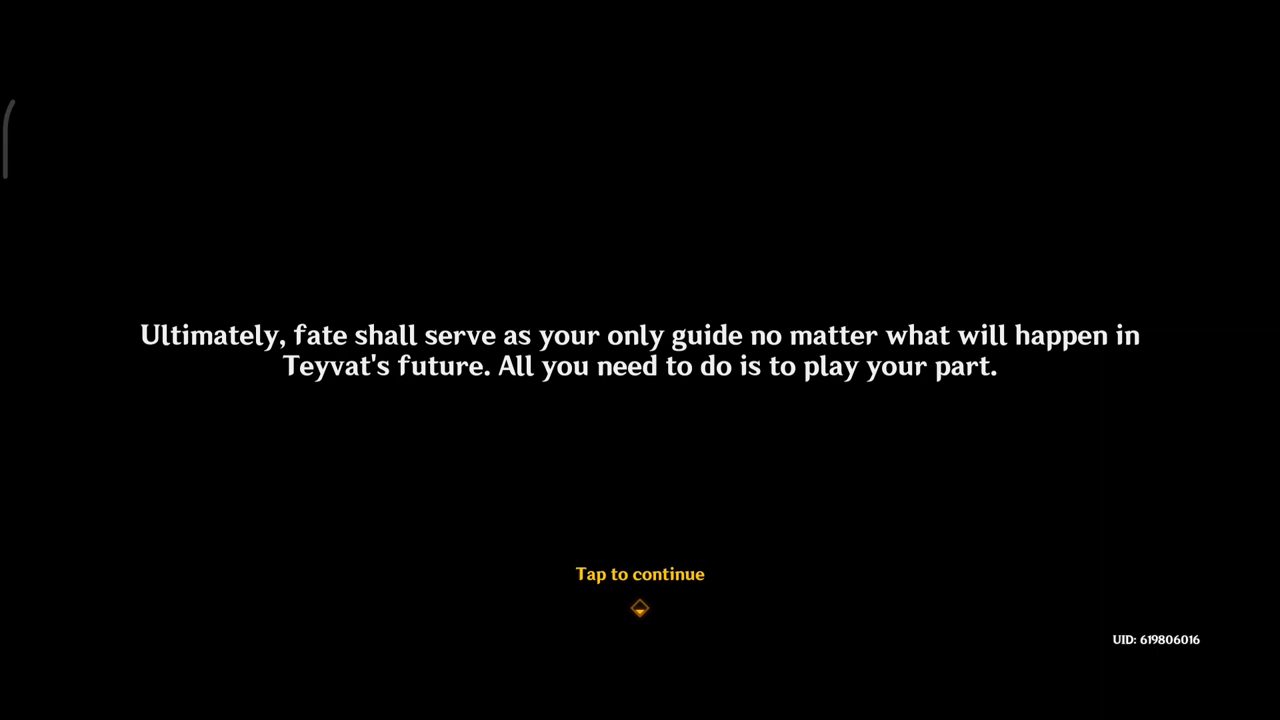 Ultimately, fate shall serve as your only guide no matter what will happen in
Teyvat's future. All you need to do is to play your part.
Tap to continue
UID: 619806016